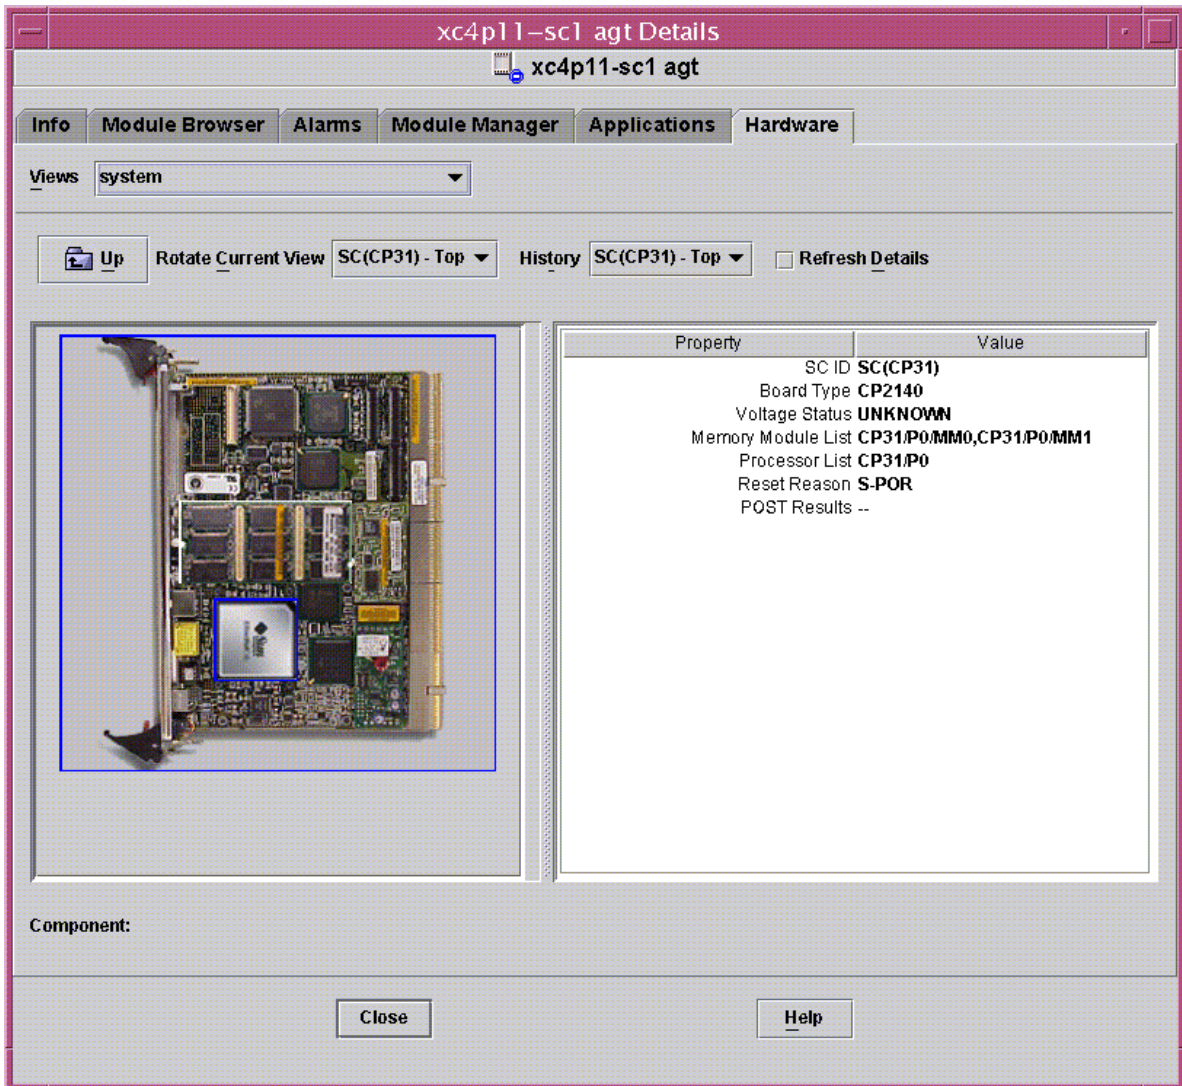 xc4p11-sc1 agt Details
xc4p11-sc1 agt
Info Module Browser Alarms Module Manager Applications Hardware
Views system
Up Rotate Current View SC(CP31) - Top History SC(CP31) - Top Refresh Details
Property Value
SC ID SC(CP31)
Board Type CP2140
Voltage Status UNKNOWN
Memory Module List CP31/P0/MM0,CP31/P0/MM1
Processor List CP31/P0
Reset Reason S-POR
POST Results --
Sun
Component:
Close Help